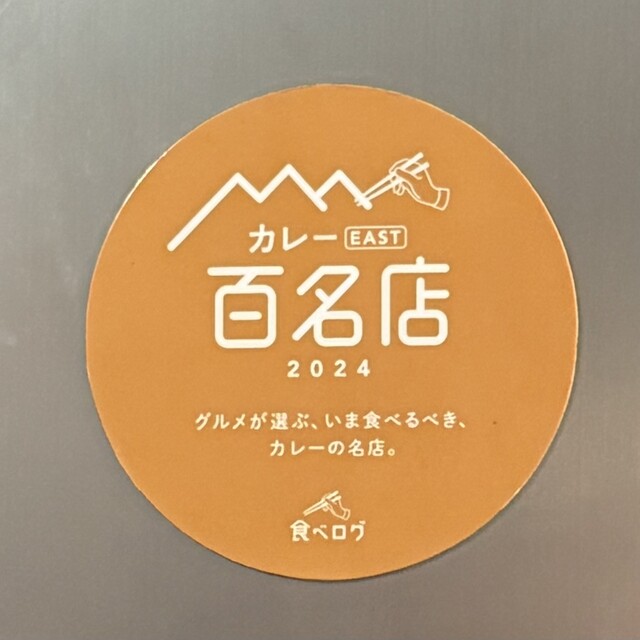 カレー EAST
百名店
2024
グルメが選ぶ、いま食べるべき、
カレーの名店。
食べログ